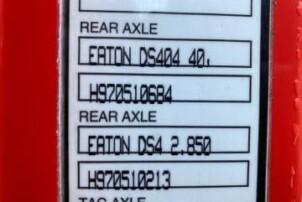 REAR AXLE
EATON DS404 40,
H970510684
REAR AXLE
EATON DS4 2.850
H970510213
TAG AXLE